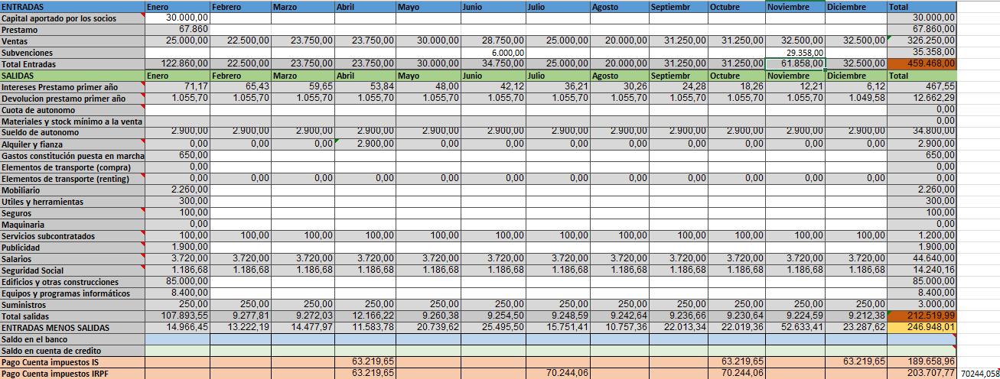 ENTRADAS Enero Febrero Marzo Abril Mayo Junio Julio Agosto Septiembr Octubre Noviembre Diciembre Total
Capital aportado por los socios 30.000,00 30.000,00
Prestamo 67.860 67.860,00
Ventas 25.000,00 22.500,00 23.750,00 23.750,00 30.000,00 28.750,00 25.000,00 20.000,00 31.250,00 31.250,00 32.500,00 32.500,00 326.250,00
Subvenciones 6.000,00 29.358,00 35.358,00
Total Entradas 122.860,00 22.500,00 23.750,00 23.750,00 30.000,00 34.750,00 25.000,00 20.000,00 31.250,00 31.250,00 61.858,00 32.500,00 459.468,00
SALIDAS Enero Febrero Marzo Abril Mayo Junio Julio Agosto Septiembr Octubre Noviembre Diciembre Total
Intereses Prestamo primer año 71,17 65,43 59,65 53,84 48,00 42,12 36,21 30,26 24,28 18,26 12,21 6,12 467,55
Devolucion prestamo primer año 1.055,70 1.055,70 1.055,70 1.055,70 1.055,70 1.055,70 1.055,70 1.055,70 1.055,70 1.055,70 1.055,70 1.049,58 12.662,29
Cuota de autonomo 0,00
Materiales y stock mínimo a la venta 0,00
Sueldo de autonomo 2.900,00 2.900,00 2.900,00 2.900,00 2.900,00 2.900,00 2.900,00 2.900,00 2.900,00 2.900,00 2.900,00 2.900,00 34.800,00
Alquiler y fianza 0,00 0,00 0,00 2.900,00 0,00 0,00 0,00 0,00 0,00 0,00 0,00 0,00 2.900,00
Gastos constitución puesta en marcha 650,00 650,00
Elementos de transporte (compra) 0,00 0,00
Elementos de transporte (renting) 0,00 0,00 0,00 0,00 0,00 0,00 0,00 0,00 0,00 0,00 0,00 0,00 0,00
Mobiliario 2.260,00 2.260,00
Utiles y herramientas 300,00 300,00
Seguros 100,00 100,00
Maquinaria 0,00 0,00
Servicios subcontratados 100,00 100,00 100,00 100,00 100,00 100,00 100,00 100,00 100,00 100,00 100,00 100,00 1.200,00
Publicidad 1.900,00 1.900,00
Salarios 3.720,00 3.720,00 3.720,00 3.720,00 3.720,00 3.720,00 3.720,00 3.720,00 3.720,00 3.720,00 3.720,00 3.720,00 44.640,00
Seguridad Social 1.186,68 1.186,68 1.186,68 1.186,68 1.186,68 1.186,68 1.186,68 1.186,68 1.186,68 1.186,68 1.186,68 1.186,68 14.240,16
Edificios y otras construcciones 85.000,00 85.000,00
Equipos y programas informáticos 8.400,00 8.400,00
Suministros 250,00 250,00 250,00 250,00 250,00 250,00 250,00 250,00 250,00 250,00 250,00 250,00 3.000,00
Total salidas 107.893,55 9.277,81 9.272,03 12.166,22 9.260,38 9.254,50 9.248,59 9.242,64 9.236,66 9.230,64 9.224,59 9.212,38 212.519,99
ENTRADAS MENOS SALIDAS 14.966,45 13.222,19 14.477,97 11.583,78 20.739,62 25.495,50 15.751,41 10.757,36 22.013,34 22.019,36 52.633,41 23.287,62 246.948,01
Saldo en el banco
Saldo en cuenta de credito
Pago Cuenta impuestos IS 63.219,65 63.219,65 63.219,65 189.658,96
Pago Cuenta impuestos IRPF 63.219,65 70.244,06 70.244,06 203.707,77 70244,058